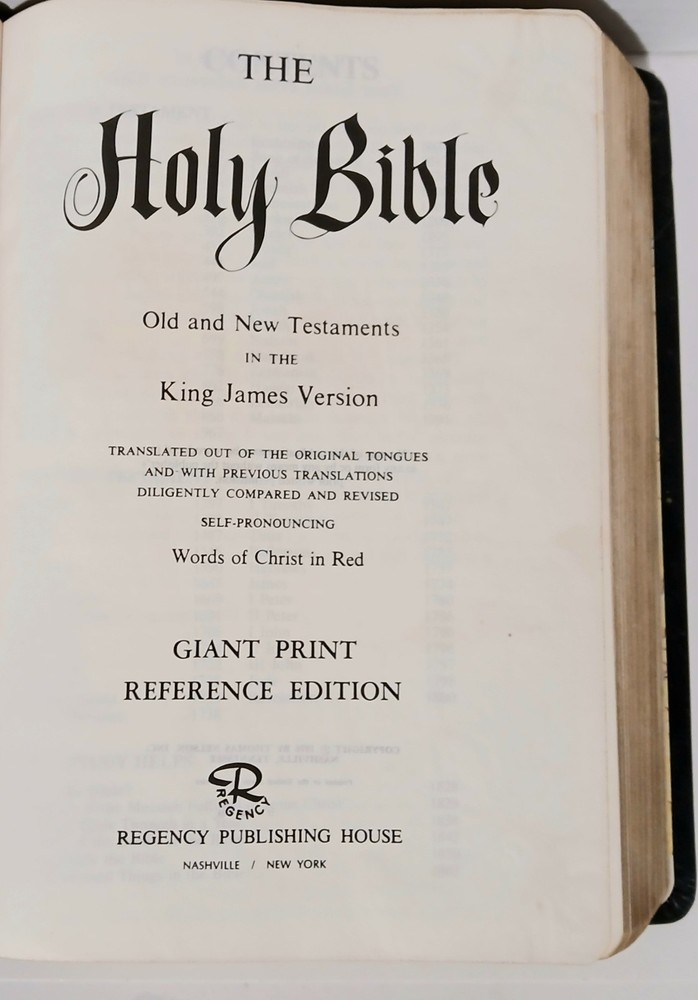 THE
Holy Bible
Old and New Testaments
IN THE
King James Version
TRANSLATED OUT OF THE ORIGINAL TONGUES
AND WITH PREVIOUS TRANSLATIONS
DILIGENTLY COMPARED AND REVISED
SELF-PRONOUNCING
Words of Christ in Red
GIANT PRINT
REFERENCE EDITION
R
REGENCY
REGENCY PUBLISHING HOUSE
NASHVILLE / NEW YORK